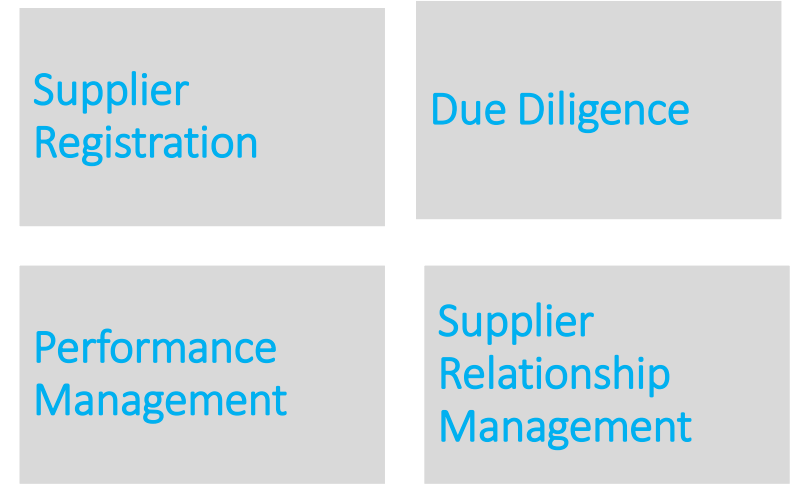 Supplier
Registration
Due Diligence
Performance
Management
Supplier
Relationship
Management